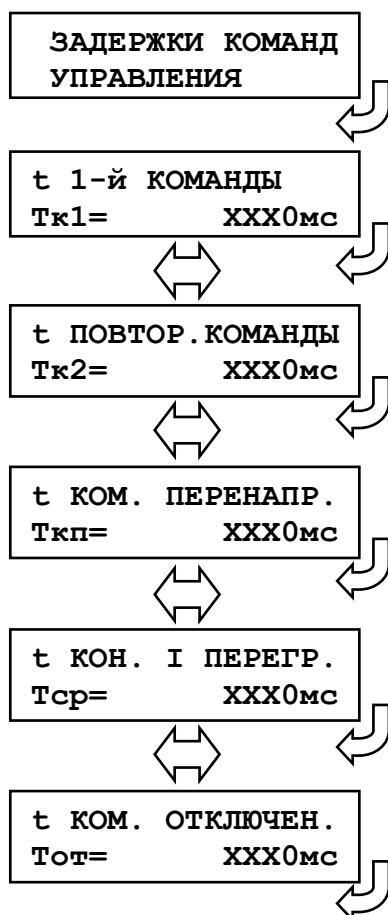 ЗАДЕРЖКИ КОМАНД
УПРАВЛЕНИЯ
t 1-й КОМАНДЫ
Тк1= XXX0мс
t ПОВТОР.КОМАНДЫ
Тк2= XXX0мс
t КОМ. ПЕРЕНАПР.
Ткп= XXX0мс
t КОН. I ПЕРЕГР.
Тср= XXX0мс
t КОМ. ОТКЛЮЧЕН.
Тот= XXX0мс